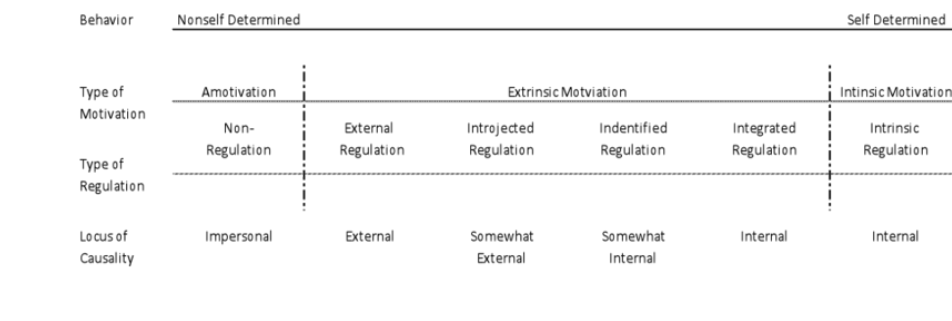 Behavior Nonself Determined Self Determined
Type of Amotivation Extrinsic Motviation Intinsic Motivation
Motivation
Non- External Introjected Indentified Integrated Intrinsic
Regulation Regulation Regulation Regulation Regulation Regulation
Type of
Regulation
Locus of Impersonal External Somewhat Somewhat Internal Internal
Causality External Internal